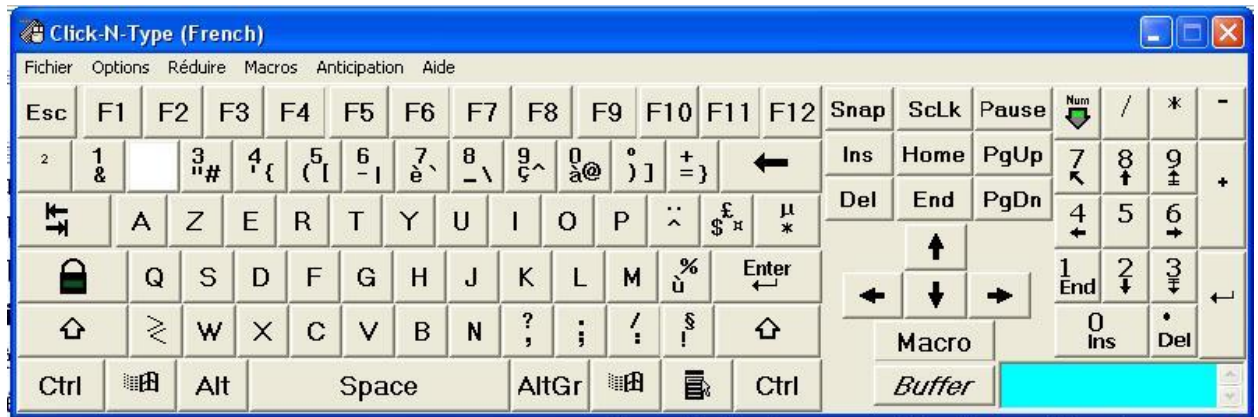 Click-N-Type (French)
Fichier Options Réduire Macros Anticipation Aide
Esc F1 F2 F3 F4 F5 F6 F7 F8 F9 F10 F11 F12 Snap ScLk Pause Num / * -
² 1 & 3 " # 4 ' { 5 ( [ 6 - | 7 è ` 8 _ \ 9 ç ^ 0 à @ ° ) ] + = } Ins Home PgUp 7 8 9 +
A Z E R T Y U I O P ¨ ^ £ $ ¤ µ * Del End PgDn 4 5 6
Q S D F G H J K L M % ù Enter 1 End 2 3
> < W X C V B N ? , . ; / : § ! Macro 0 Ins . Del
Ctrl Alt Space AltGr Ctrl Buffer